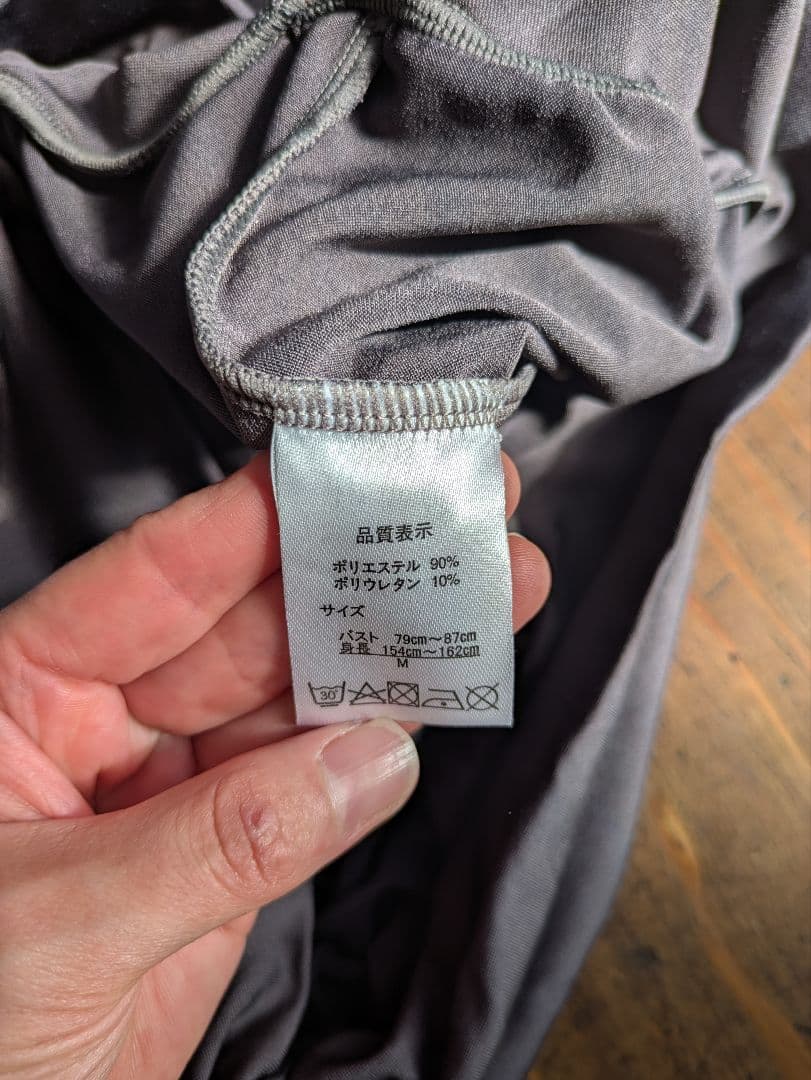 品質表示
ポリエステル 90%
ポリウレタン 10%
サイズ
バスト 79cm～87cm
身長 154cm～162cm
M
30